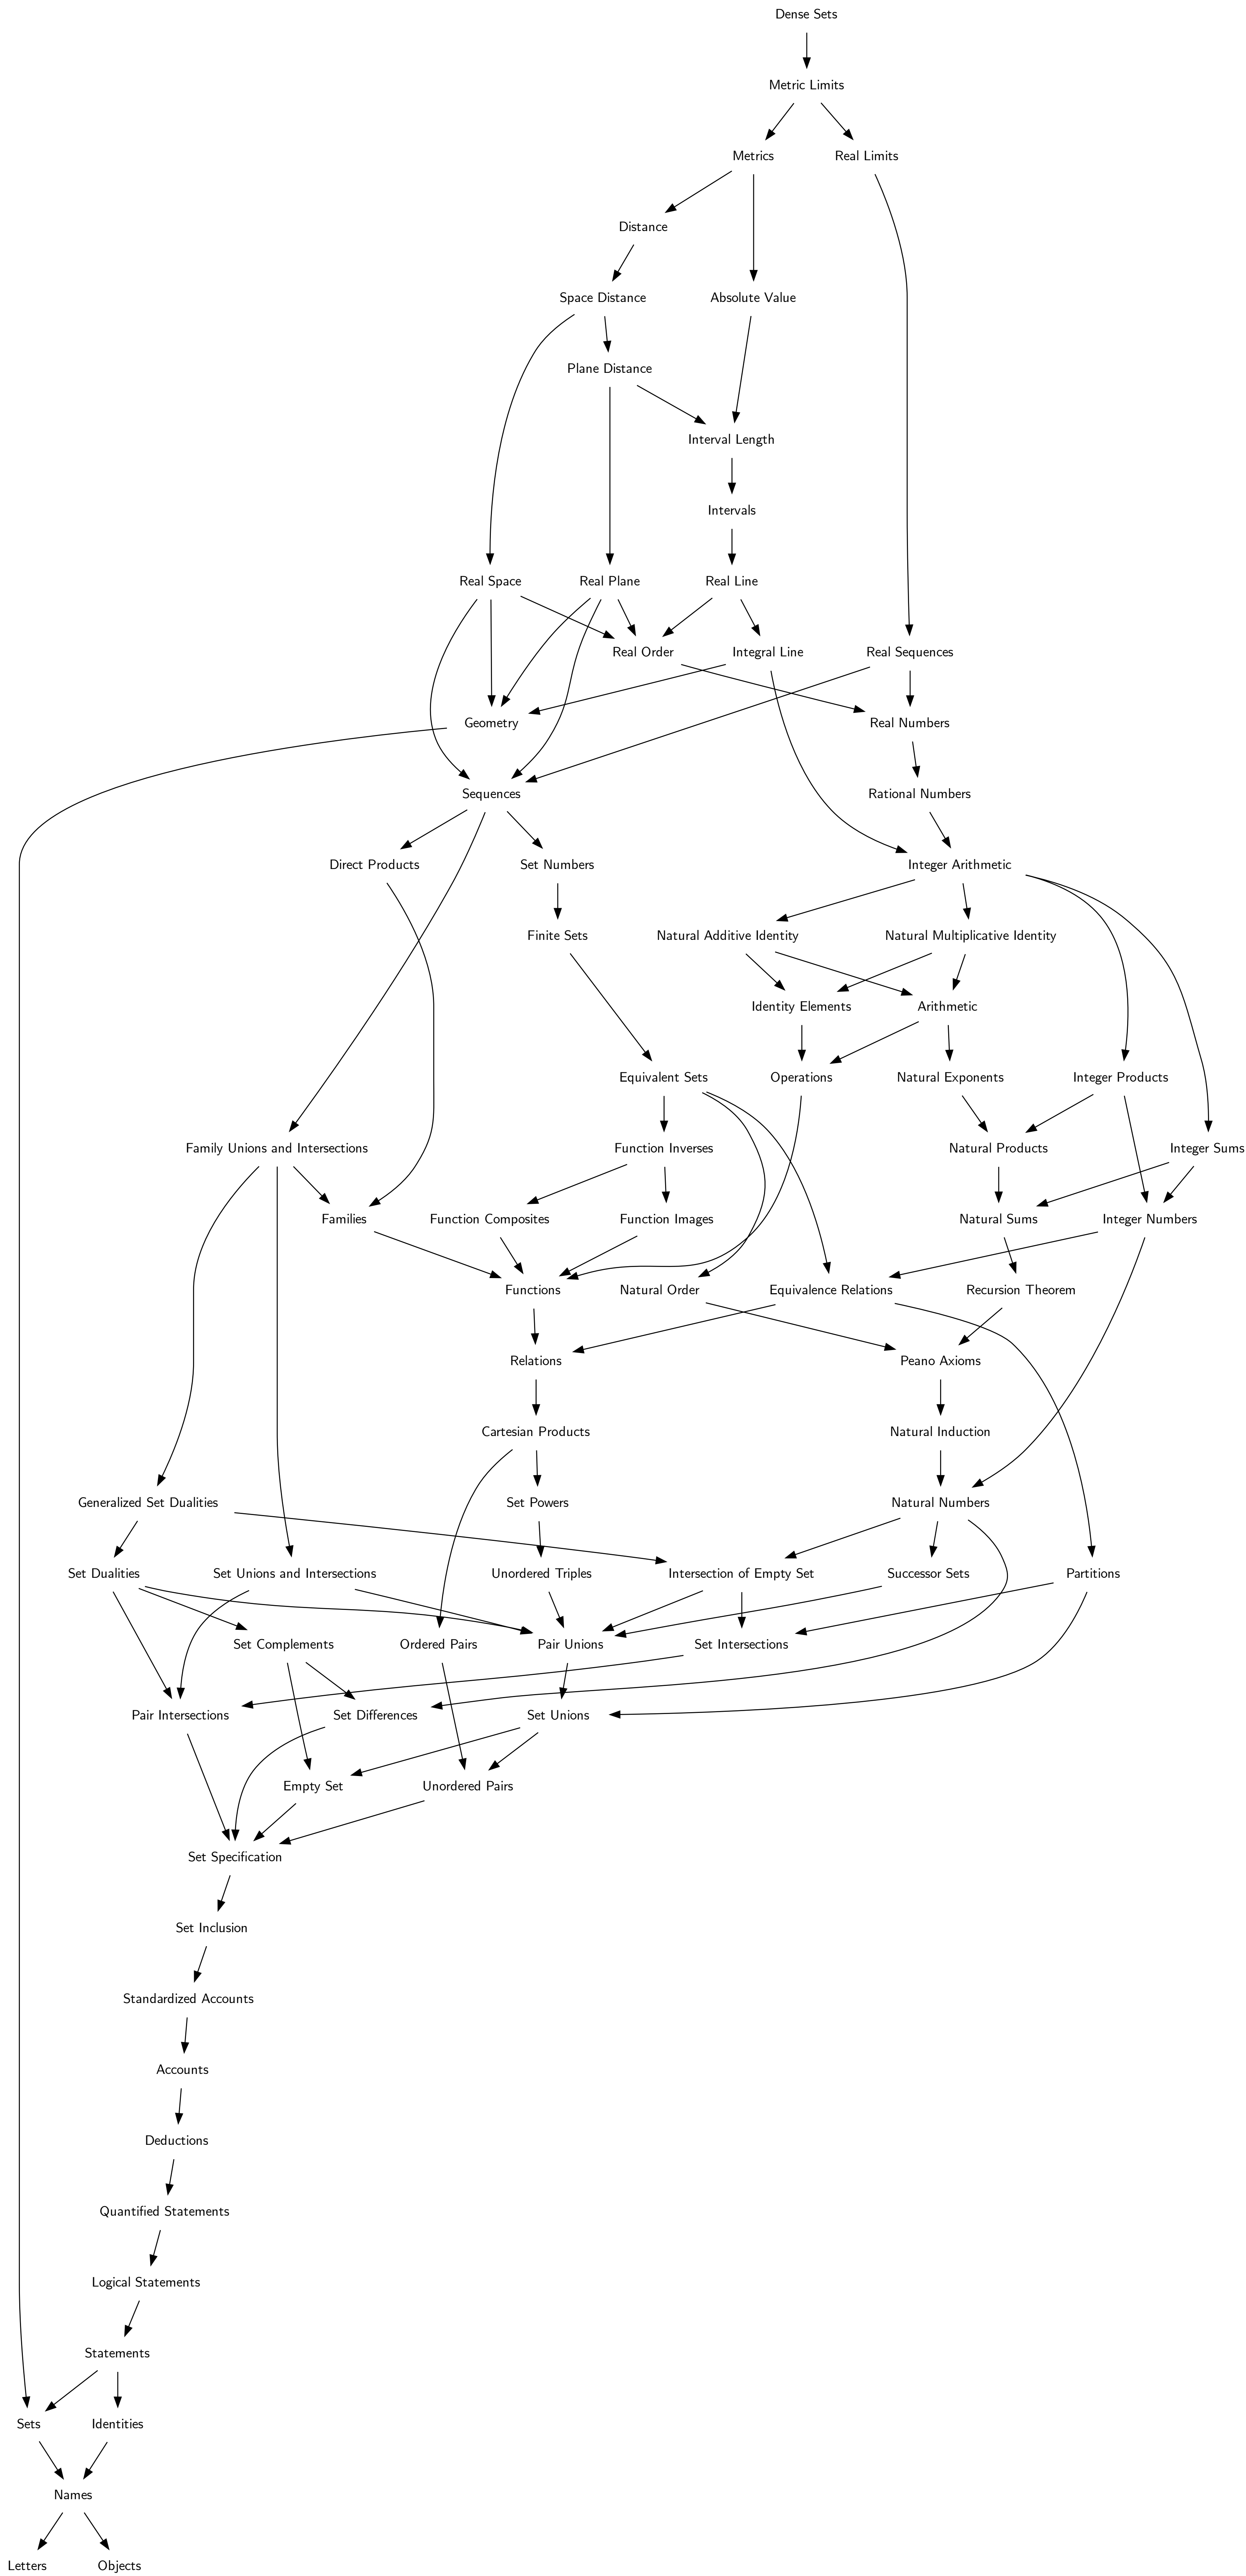 Dense Sets
Metric Limits
Metrics
Real Limits
Distance
Space Distance
Absolute Value
Plane Distance
Interval Length
Intervals
Real Space
Real Plane
Real Line
Real Order
Integral Line
Real Sequences
Geometry
Real Numbers
Sequences
Rational Numbers
Direct Products
Set Numbers
Integer Arithmetic
Finite Sets
Natural Additive Identity
Natural Multiplicative Identity
Identity Elements
Arithmetic
Equivalent Sets
Operations
Natural Exponents
Integer Products
Family Unions and Intersections
Function Inverses
Natural Products
Integer Sums
Families
Function Composites
Function Images
Natural Sums
Integer Numbers
Functions
Natural Order
Equivalence Relations
Recursion Theorem
Relations
Peano Axioms
Cartesian Products
Natural Induction
Generalized Set Dualities
Set Powers
Natural Numbers
Set Dualities
Set Unions and Intersections
Unordered Triples
Intersection of Empty Set
Successor Sets
Partitions
Set Complements
Ordered Pairs
Pair Unions
Set Intersections
Pair Intersections
Set Differences
Set Unions
Empty Set
Unordered Pairs
Set Specification
Set Inclusion
Standardized Accounts
Accounts
Deductions
Quantified Statements
Logical Statements
Statements
Sets
Identities
Names
Letters
Objects